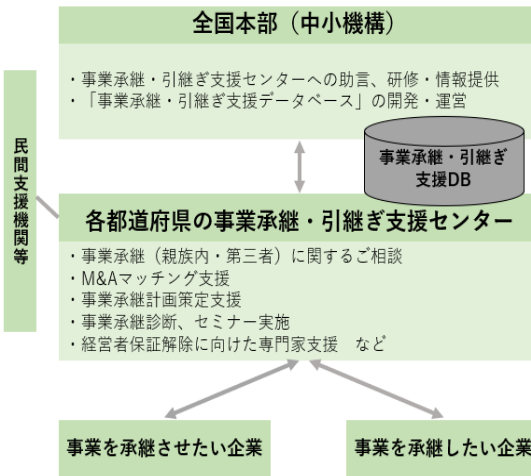 全国本部（中小機構）
・事業承継・引継ぎ支援センターへの助言、研修・情報提供
・「事業承継・引継ぎ支援データベース」の開発・運営
民間支援機関等
事業承継・引継ぎ
支援DB
各都道府県の事業承継・引継ぎ支援センター
・事業承継（親族内・第三者）に関するご相談
・M&Aマッチング支援
・事業承継計画策定支援
・事業承継診断、セミナー実施
・経営者保証解除に向けた専門家支援　など
事業を承継させたい企業
事業を承継したい企業